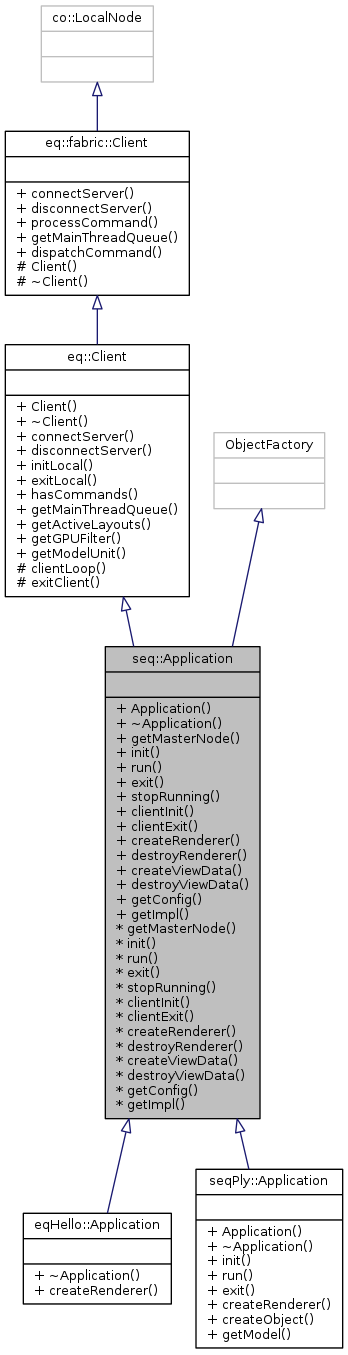 co::LocalNode
eq::fabric::Client
+ connectServer()
+ disconnectServer()
+ processCommand()
+ getMainThreadQueue()
+ dispatchCommand()
# Client()
# ~Client()
eq::Client
+ Client()
+ ~Client()
+ connectServer()
+ disconnectServer()
+ initLocal()
+ exitLocal()
+ hasCommands()
+ getMainThreadQueue()
+ getActiveLayouts()
+ getGPUFilter()
+ getModelUnit()
# clientLoop()
# exitClient()
ObjectFactory
seq::Application
+ Application()
+ ~Application()
+ getMasterNode()
+ init()
+ run()
+ exit()
+ stopRunning()
+ clientInit()
+ clientExit()
+ createRenderer()
+ destroyRenderer()
+ createViewData()
+ destroyViewData()
+ getConfig()
+ getImpl()
* getMasterNode()
* init()
* run()
* exit()
* stopRunning()
* clientInit()
* clientExit()
* createRenderer()
* destroyRenderer()
* createViewData()
* destroyViewData()
* getConfig()
* getImpl()
eqHello::Application
+ ~Application()
+ createRenderer()
seqPly::Application
+ Application()
+ ~Application()
+ init()
+ run()
+ exit()
+ createRenderer()
+ createObject()
+ getModel()